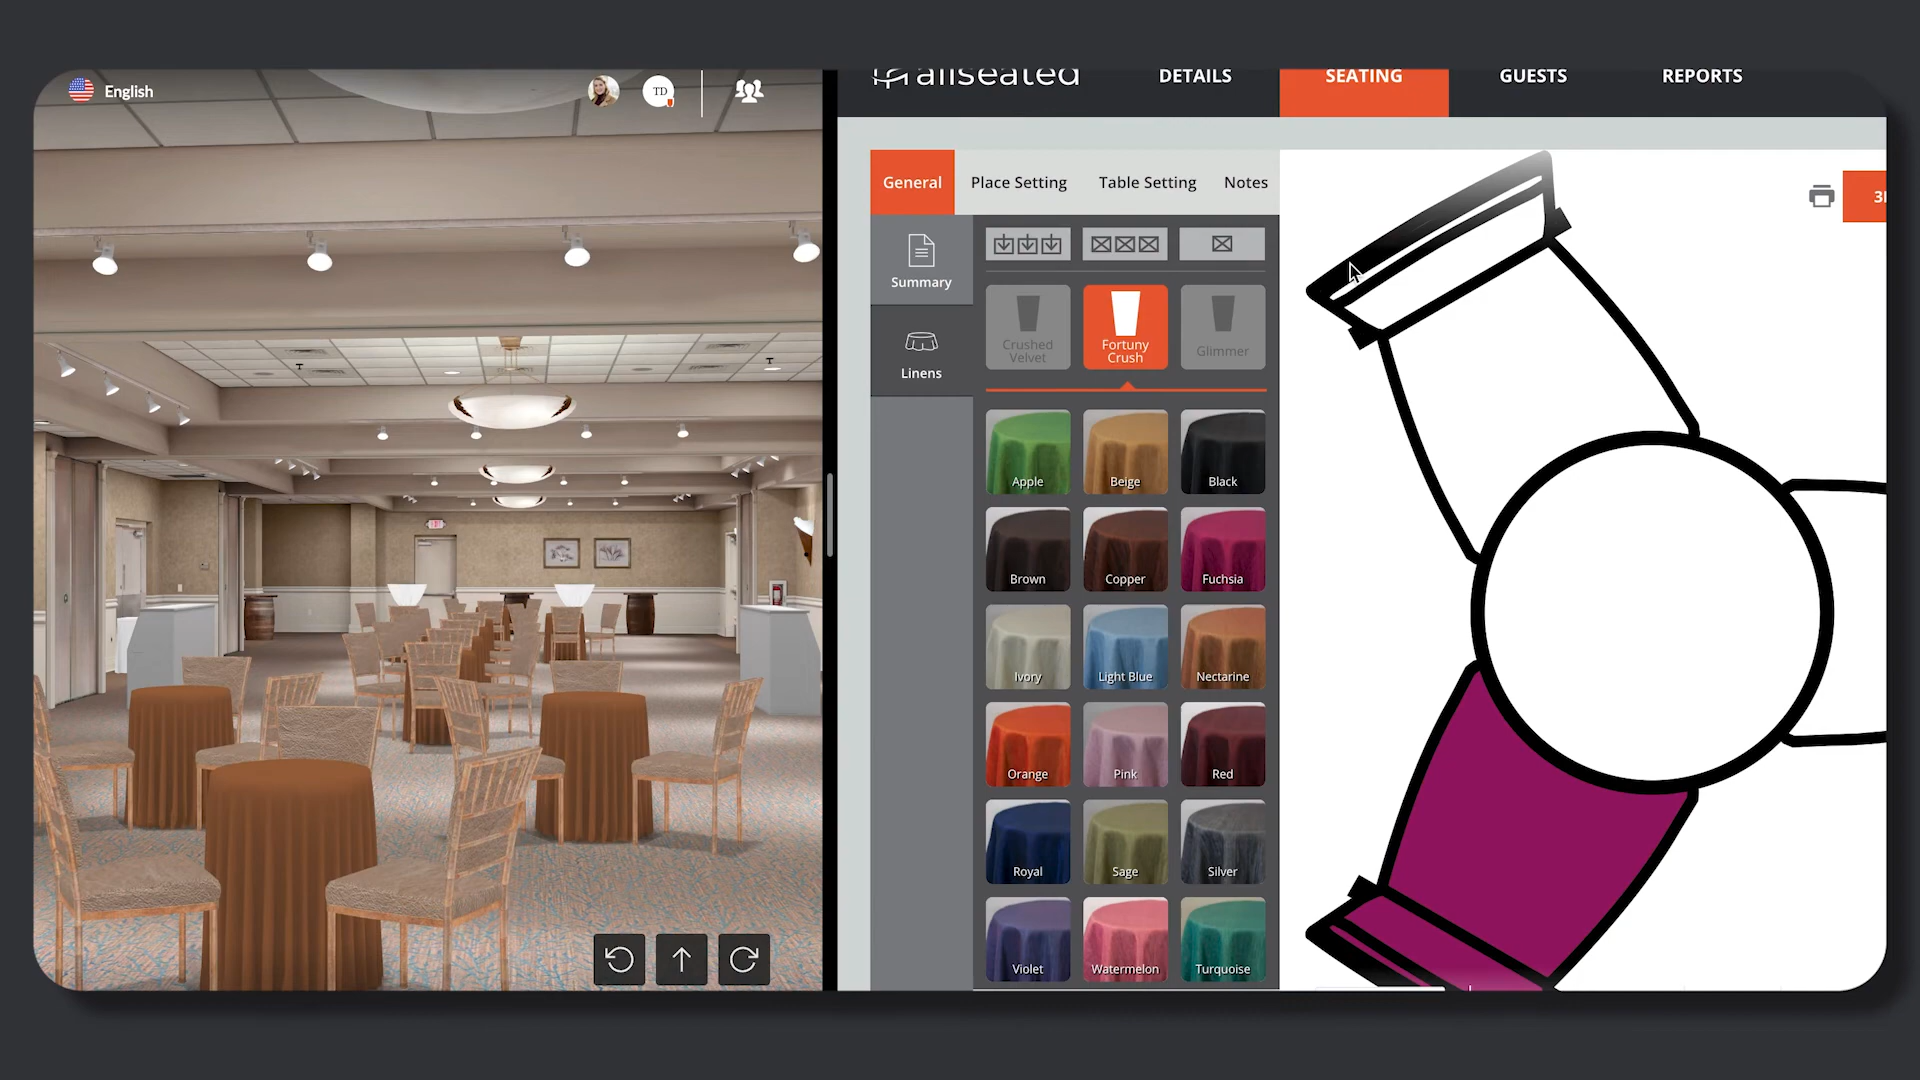 English
TD
allseated
DETAILS
SEATING
GUESTS
REPORTS
General
Place Setting
Table Setting
Notes
Summary
Linens
Crushed
Velvet
Fortuny
Crush
Glimmer
Apple
Beige
Black
Brown
Copper
Fuchsia
Ivory
Light Blue
Nectarine
Orange
Pink
Red
Royal
Sage
Silver
Violet
Watermelon
Turquoise